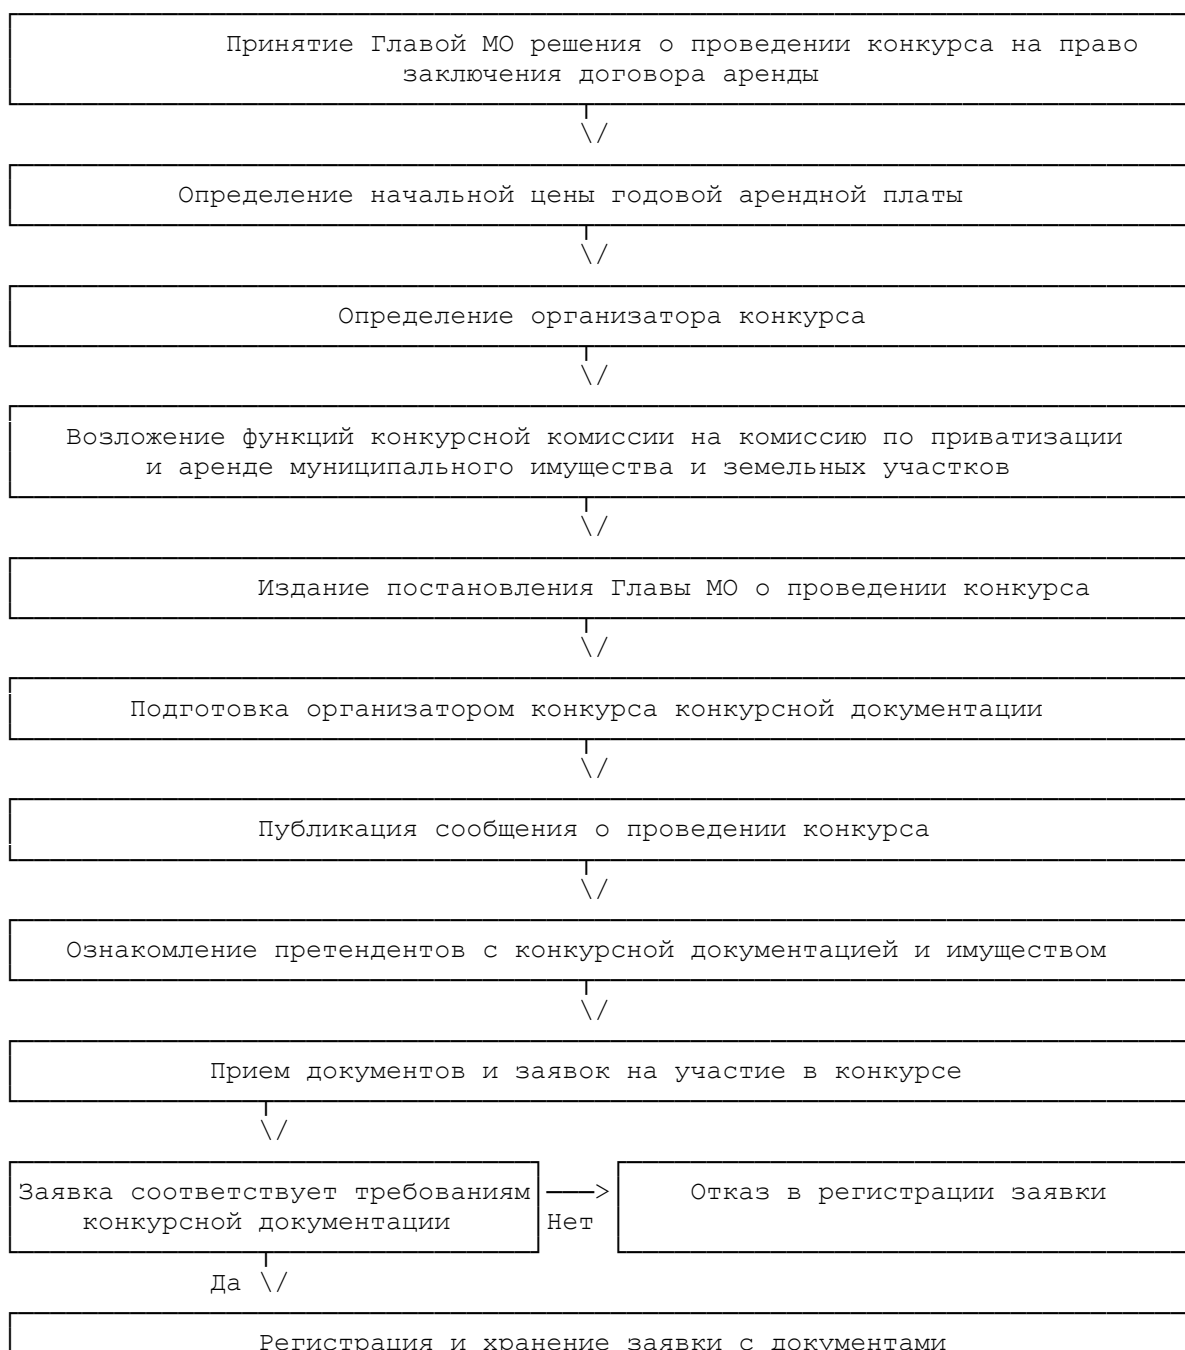 Принятие Главой МО решения о проведении конкурса на право
заключения договора аренды
\/
Определение начальной цены годовой арендной платы
\/
Определение организатора конкурса
\/
Возложение функций конкурсной комиссии на комиссию по приватизации
и аренде муниципального имущества и земельных участков
\/
Издание постановления Главы МО о проведении конкурса
\/
Подготовка организатором конкурса конкурсной документации
\/
Публикация сообщения о проведении конкурса
\/
Ознакомление претендентов с конкурсной документацией и имуществом
\/
Прием документов и заявок на участие в конкурсе
\/
Заявка соответствует требованиям ───> Отказ в регистрации заявки
конкурсной документации Нет
Да \/
Регистрация и хранение заявки с документами